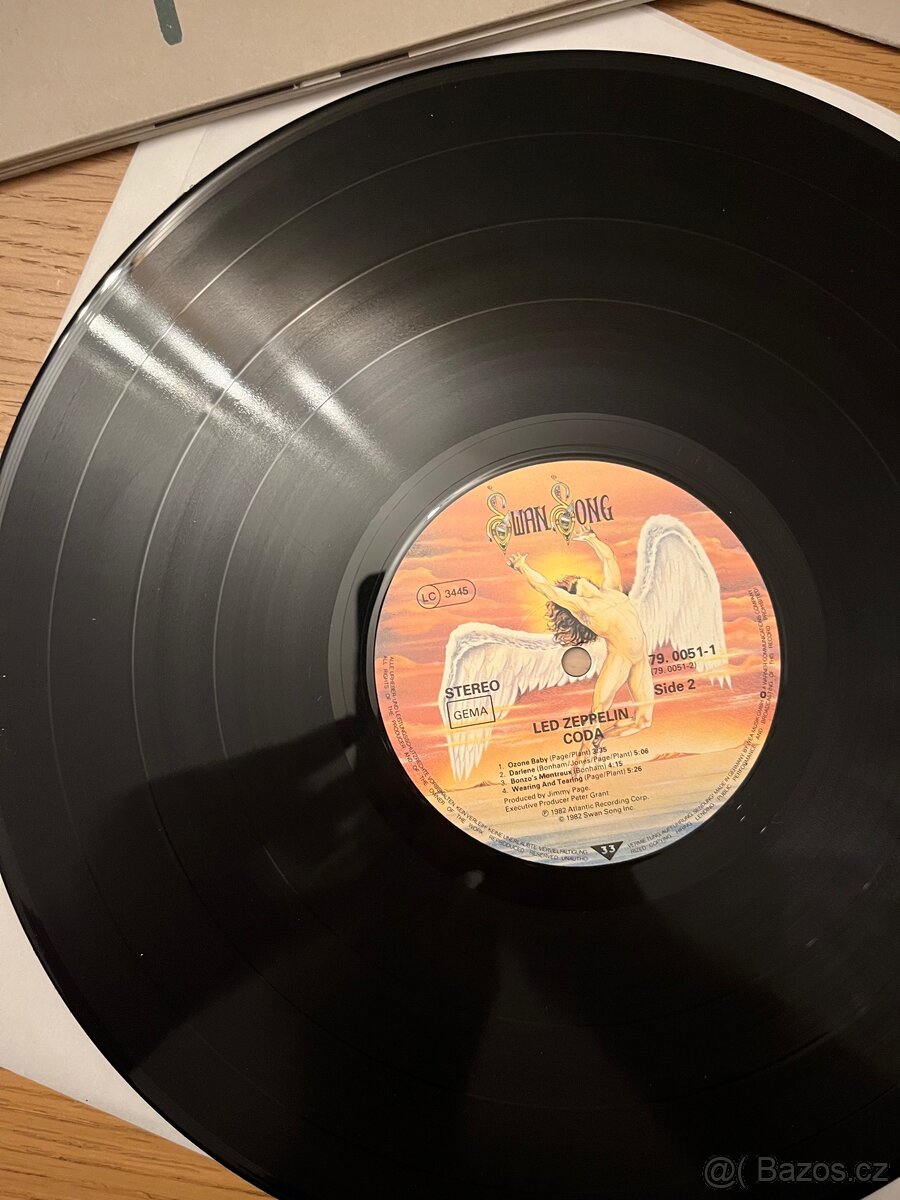 SWAN SONG
LC 3445
79. 0051-1
(79. 0051-2)
STEREO
Side 2
GEMA
LED ZEPPELIN
CODA
1. Ozone Baby (Page/Plant) 3:35
2. Darlene (Bonham/Jones/Page/Plant) 5:06
3. Bonzo's Montreux (Bonham) 4:15
4. Wearing And Tearing (Page/Plant) 5:26
Produced by Jimmy Page.
Executive Producer Peter Grant
℗ 1982 Atlantic Recording Corp.
© 1982 Swan Song Inc.
33
@( Bazos.cz